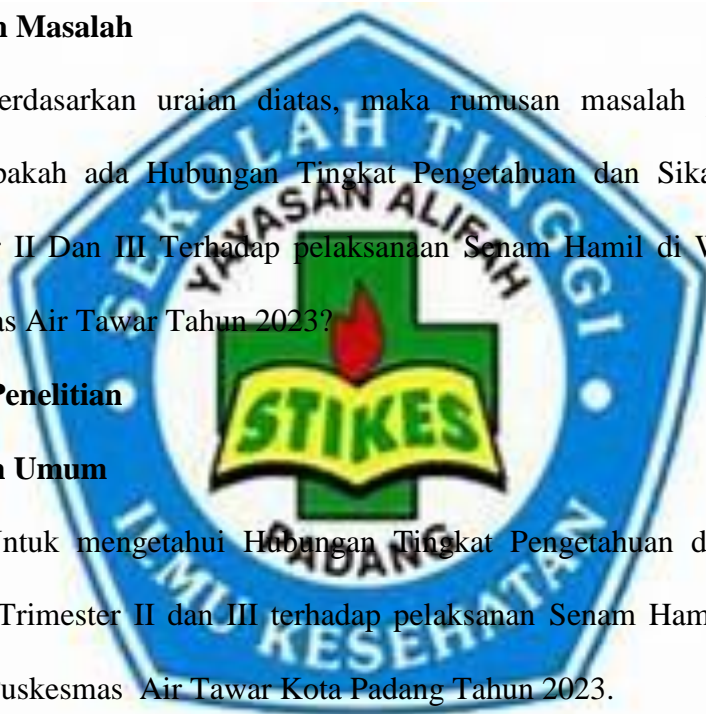 n Masalah
erdasarkan uraian diatas, maka rumusan masalah
pakah ada Hubungan Tingkat Pengetahuan dan Sika
r II Dan III Terhadap pelaksanaan Senam Hamil di W
as Air Tawar Tahun 2023?
Penelitian
n Umum
Untuk mengetahui Hubungan Tingkat Pengetahuan d
Trimester II dan III terhadap pelaksanan Senam Ham
uskesmas Air Tawar Kota Padang Tahun 2023.
SEKOLAH TINGGI
YAYASAN ALIFAH
STIKES
PADANG
ILMU KESEHATAN